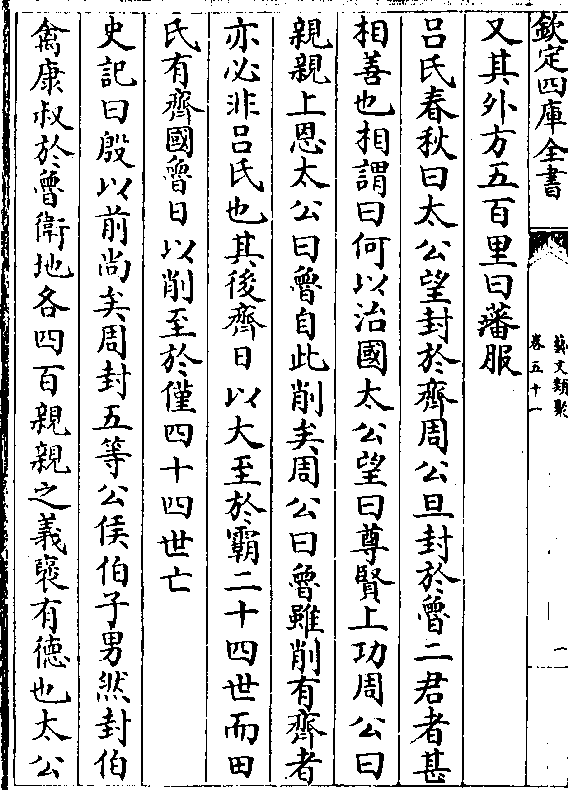 欽定四庫全書
藝文類聚
卷五十一
一
又其外方五百里曰藩服
呂氏春秋曰太公望封於齊周公旦封於魯二君者甚
相善也相謂曰何以治國太公望曰尊賢上功周公曰
親親上恩太公曰魯自此削矣周公曰魯雖削有齊者
亦必非呂氏也其後齊日以大至於霸二十四世而田
氏有齊國魯日以削至於僅四十四世亡
史記曰殷以前尚矣周封五等公侯伯子男然封伯
禽康叔於魯衛地各四百親親之義襃有德也太公